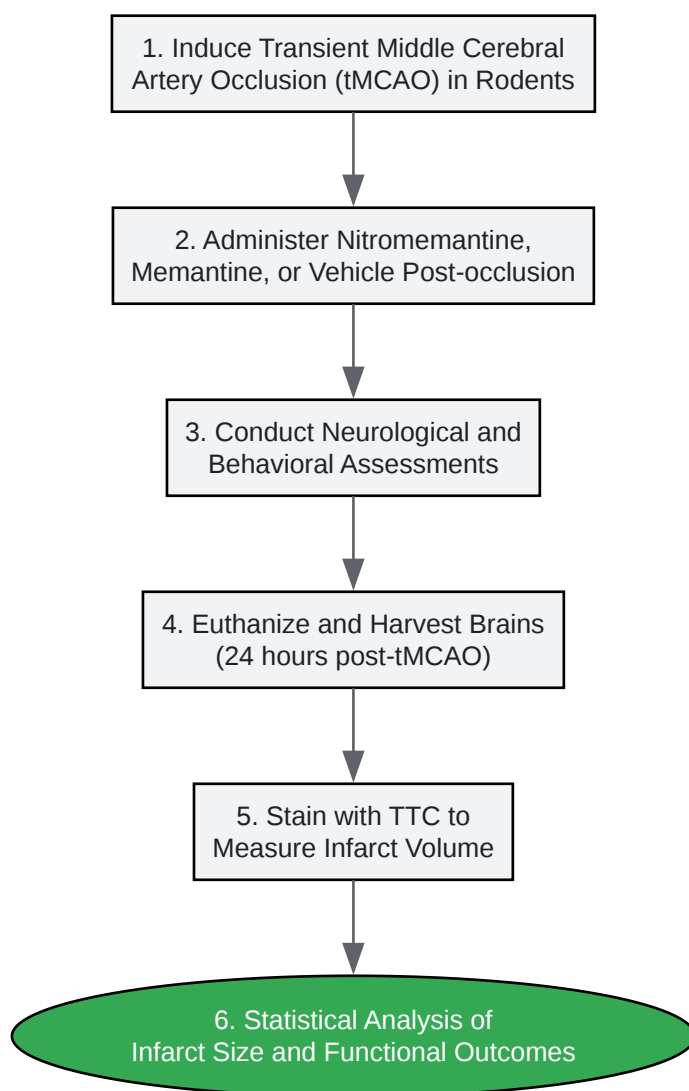 1. Induce Transient Middle Cerebral
Artery Occlusion (tMCAO) in Rodents
2. Administer Nitromemantine,
Memantine, or Vehicle Post-occlusion
3. Conduct Neurological and
Behavioral Assessments
4. Euthanize and Harvest Brains
(24 hours post-tMCAO)
5. Stain with TTC to
Measure Infarct Volume
6. Statistical Analysis of
Infarct Size and Functional Outcomes